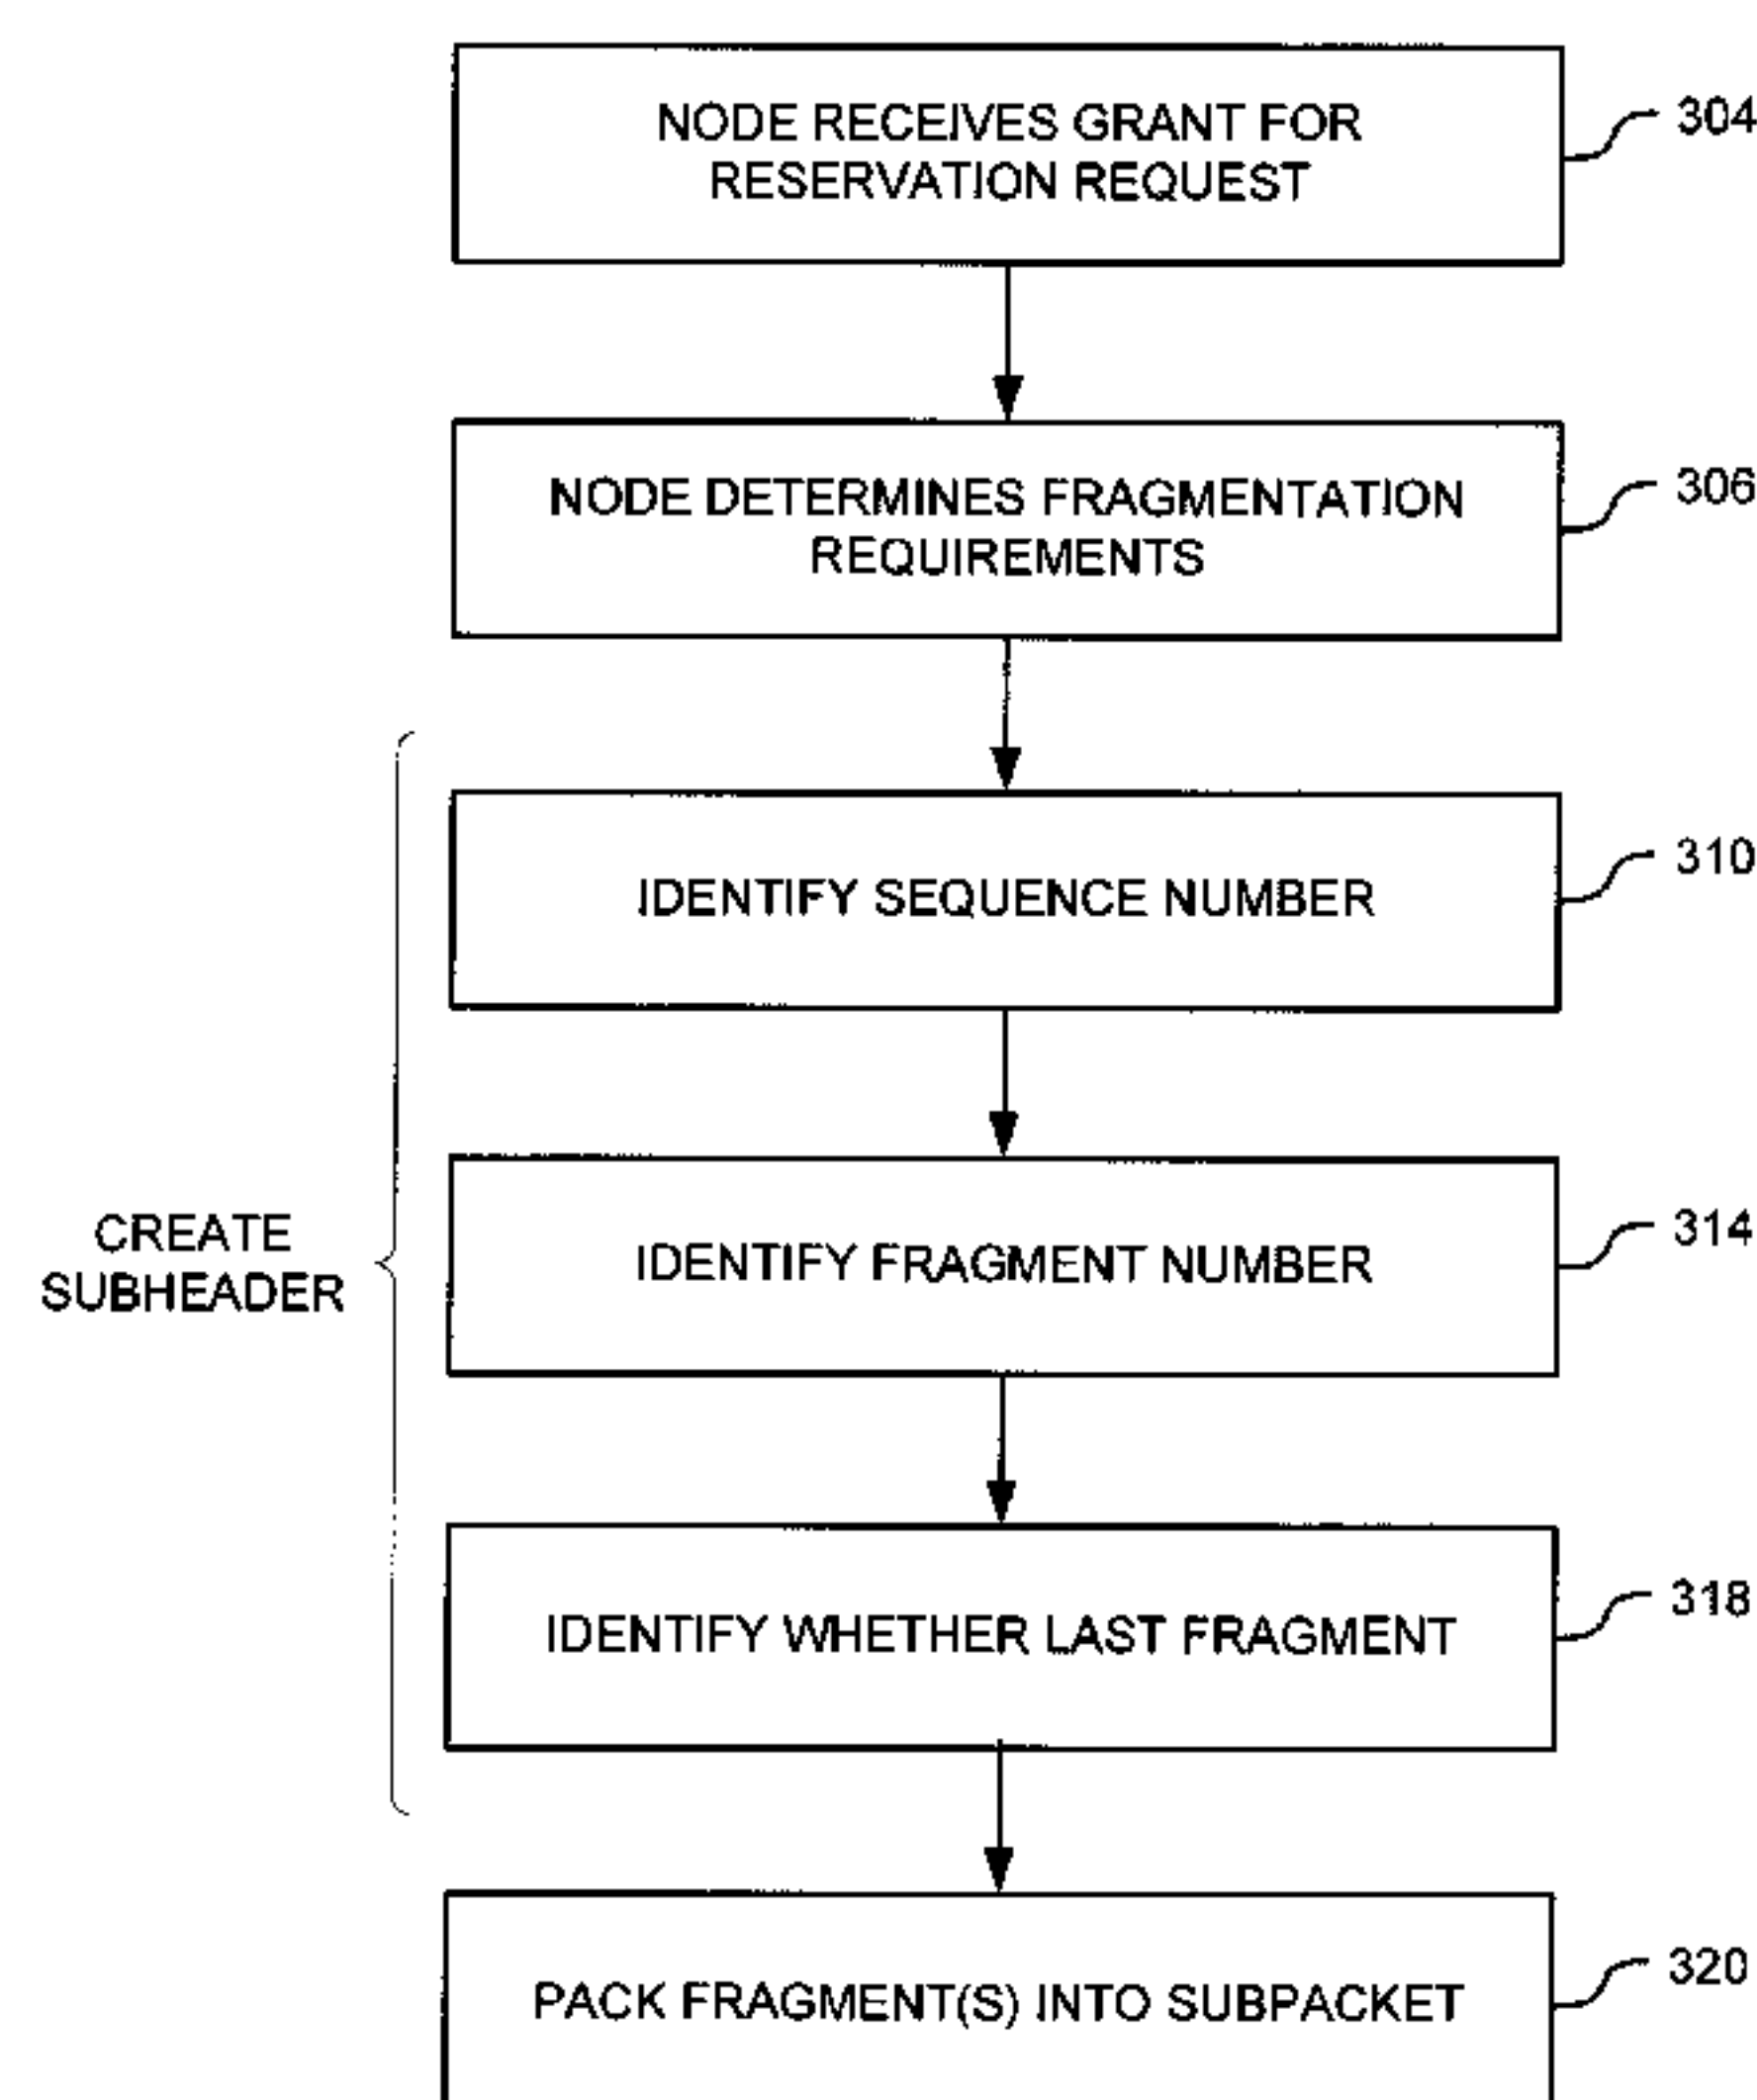 NODE RECEIVES GRANT FOR
RESERVATION REQUEST
304
NODE DETERMINES FRAGMENTATION
REQUIREMENTS
306
IDENTIFY SEQUENCE NUMBER
310
CREATE
SUBHEADER
IDENTIFY FRAGMENT NUMBER
314
IDENTIFY WHETHER LAST FRAGMENT
318
PACK FRAGMENT(S) INTO SUBPACKET
320